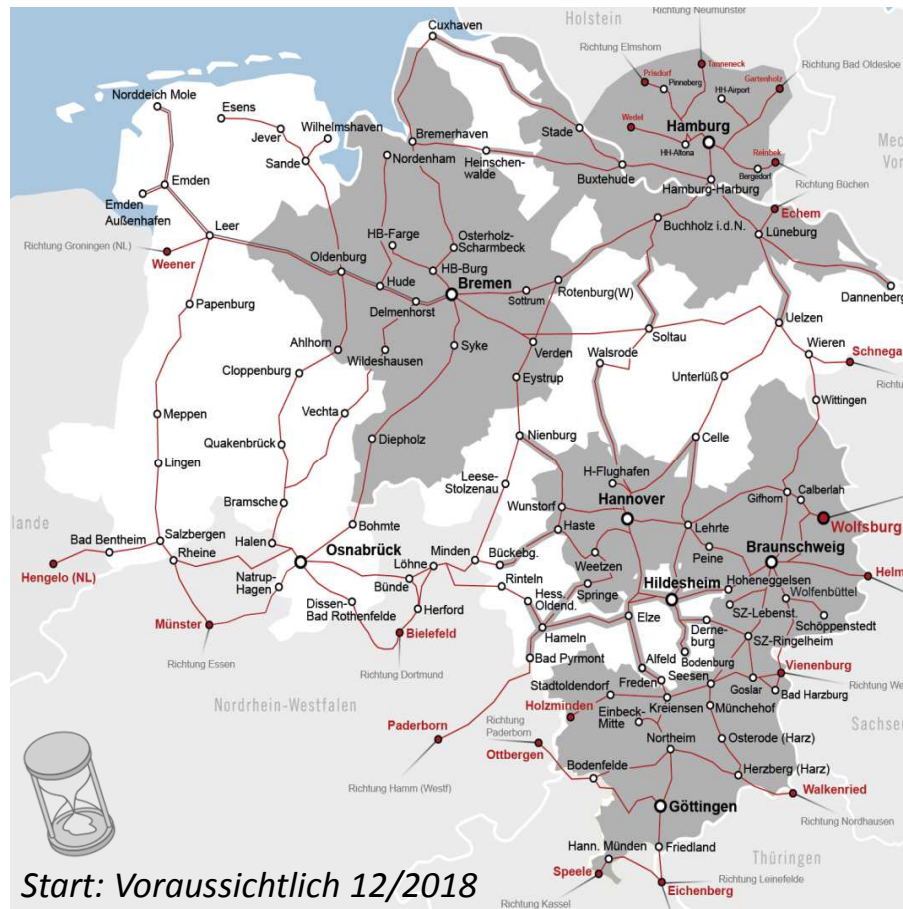 Holstein
Richtung Neumünster
Cuxhaven
Richtung Elmshorn
Tanneneck
Prisdorf
Pinneberg
Gartenholz
Richtung Bad Oldesloe
HH-Airport
Norddeich Mole
Esens
Jever
Wilhelmshaven
Wedel
Hamburg
Mec
Vor
Bremerhaven
Stade
Sande
Nordenham
Heinschen-
walde
HH-Altona
Reinbek
Bergedorf
Buxtehude
Hamburg-Harburg
Richtung Büchen
Emden
Emden
Außenhafen
Echem
Leer
HB-Farge
Osterholz-
Scharmbeck
Buchholz i.d.N.
Lüneburg
Richtung Groningen (NL)
Weener
Oldenburg
HB-Burg
Hude
Bremen
Sottrum
Rotenburg(W)
Dannenberg
Papenburg
Delmenhorst
Uelzen
Ahlhorn
Wildeshausen
Syke
Verden
Walsrode
Soltau
Wieren
Schnega
Richtu
Cloppenburg
Eystrup
Unterlüß
Wittingen
Meppen
Vechta
Quakenbrück
Diepholz
Nienburg
Celle
Lingen
Leese-
Stolzenau
H-Flughafen
Hannover
Gifhorn
Calberlah
Bramsche
Wunstorf
Wolfsburg
lande
Bohmte
Haste
Lehrte
Bad Bentheim
Salzbergen
Halen
Osnabrück
Minden
Bückebg.
Peine
Braunschweig
Rheine
Löhne
Weetzen
Hengelo (NL)
Hildesheim
Hoheneggelsen
Helm
Natrup-
Hagen
Bünde
Rinteln
Springe
Wolfenbüttel
Dissen-
Bad Rothenfelde
Herford
Hess.
Oldend.
Elze
SZ-Lebenst.
Schöppenstedt
Münster
Bielefeld
Hameln
Derne-
burg
SZ-Ringelheim
Richtung Essen
Bad Pyrmont
Alfeld
Bodenburg
Richtung Dortmund
Freden
Seesen
Vienenburg
Stadtoldendorf
Goslar
Richtung We
Nordrhein-Westfalen
Holzminden
Kreiensen
Bad Harzburg
Einbeck-
Mitte
Münchehof
Paderborn
Richtung
Paderborn
Sachsen
Ottbergen
Northeim
Osterode (Harz)
Bodenfelde
Herzberg (Harz)
Richtung Hamm (Westf)
Walkenried
Göttingen
Richtung Nordhausen
Hann. Münden
Friedland
Thüringen
Speele
Richtung Leinefelde
Eichenberg
Richtung Kassel
Start: Voraussichtlich 12/2018